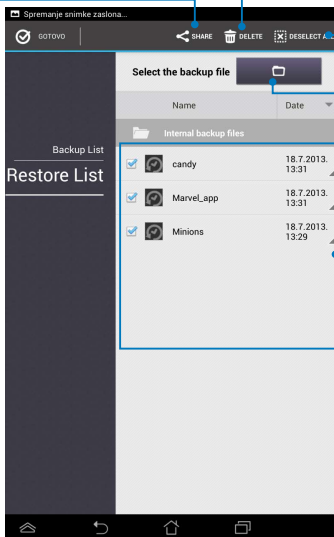 Spremanje snimke zaslona...
GOTOVO SHARE DELETE DESELECT ALL
Select the backup file
Name Date
Internal backup files
Backup List
Restore List
candy 18.7.2013. 13:31
Marvel_app 18.7.2013. 13:31
Minions 18.7.2013. 13:29